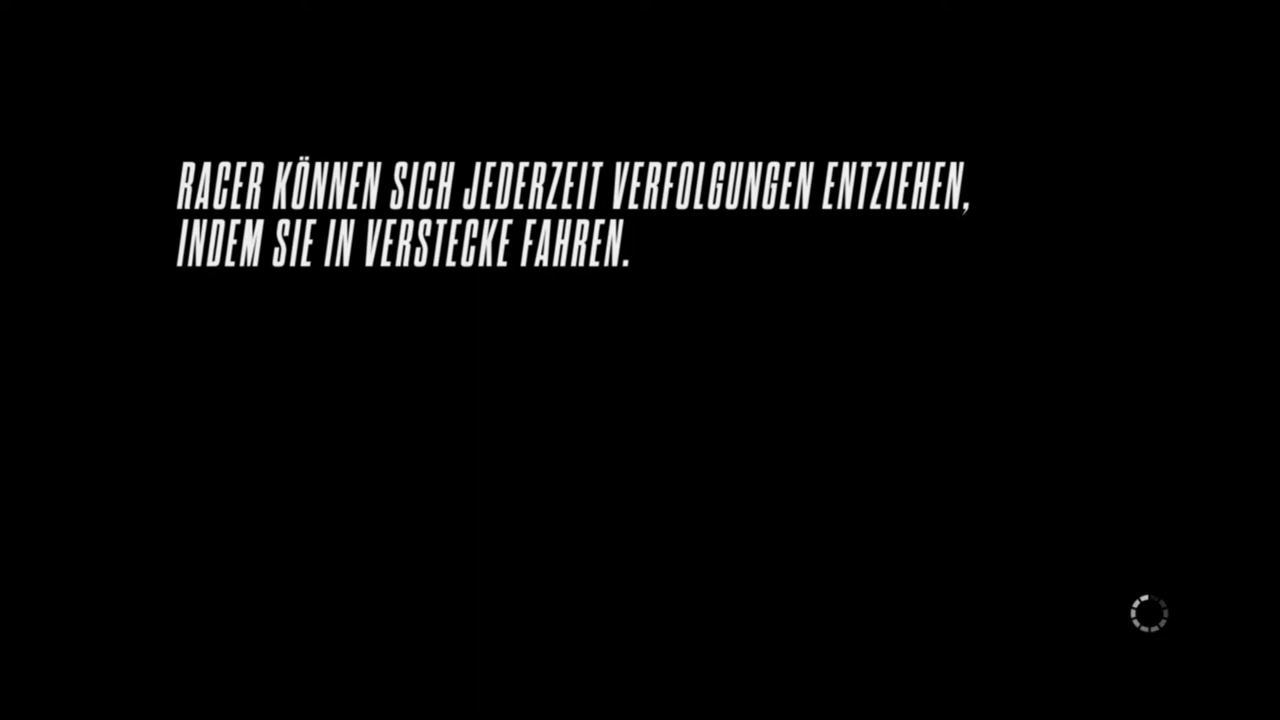 RACER KÖNNEN SICH JEDERZEIT VERFOLGUNGEN ENTZIEHEN,
INDEM SIE IN VERSTECKE FAHREN.